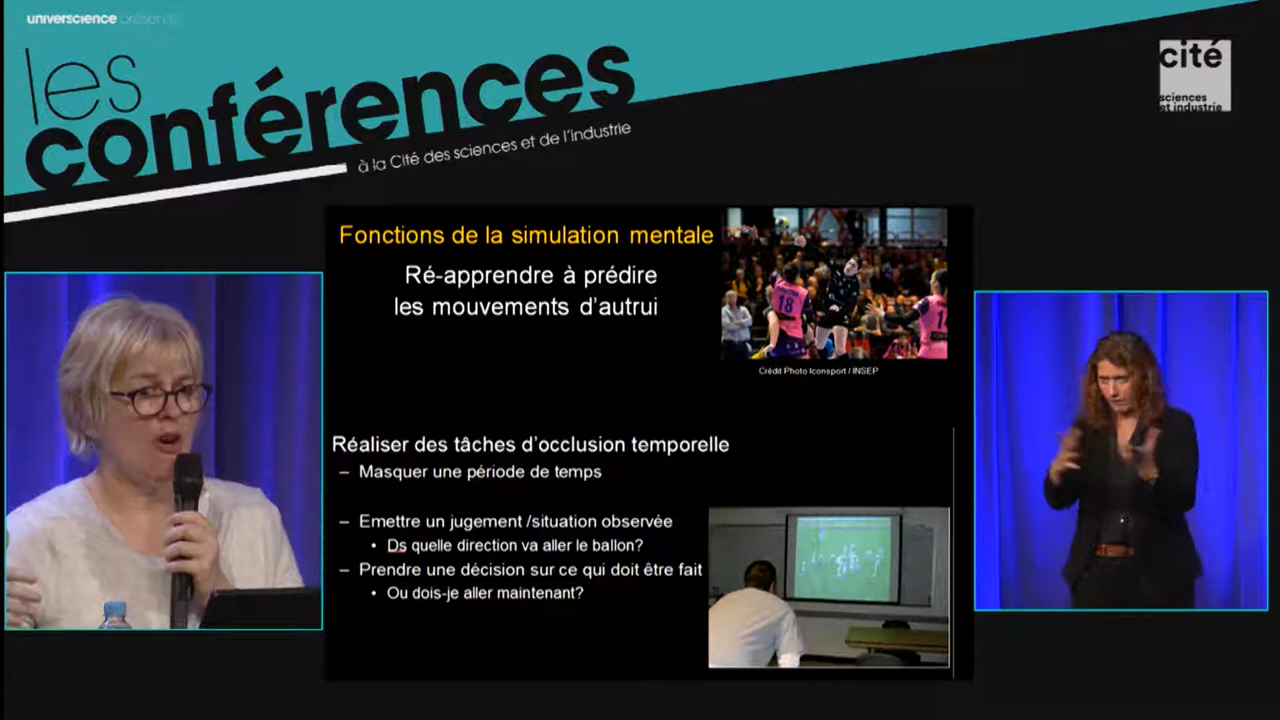 universcience présente
les
conférences
à la Cité des sciences et de l'industrie
cité
sciences
et industrie
Fonctions de la simulation mentale
Ré-apprendre à prédire
les mouvements d'autrui
18
1
Crédit Photo Iconsport / INSEP
Réaliser des tâches d'occlusion temporelle
– Masquer une période de temps
– Emettre un jugement /situation observée
• Ds quelle direction va aller le ballon?
– Prendre une décision sur ce qui doit être fait
• Ou dois-je aller maintenant?